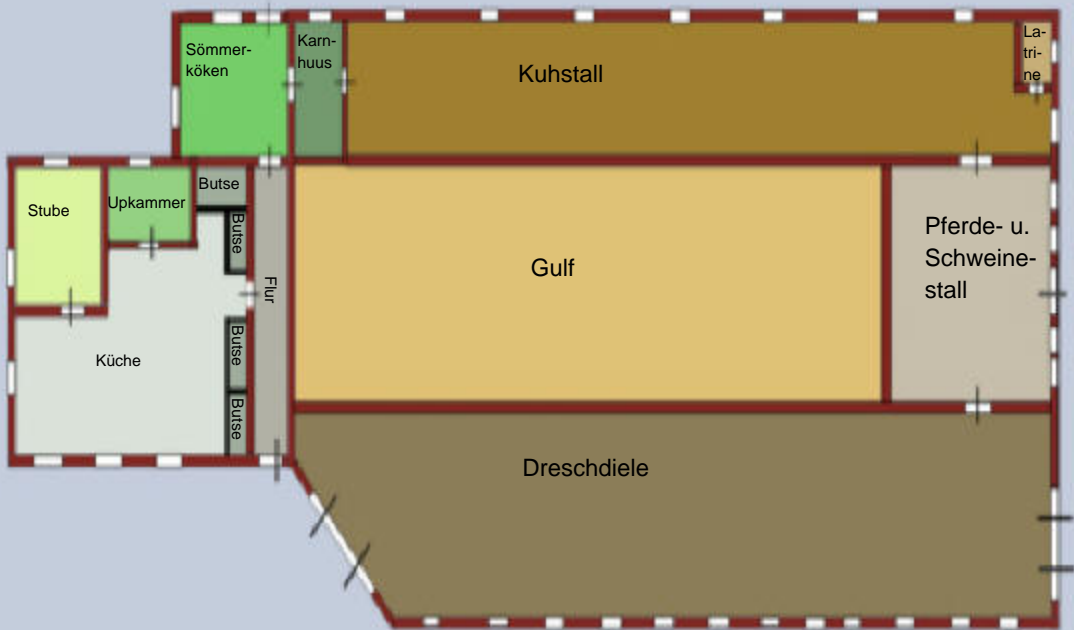 Sömmer-
köken
Karn-
huus
Kuhstall
La-
tri-
ne
Stube
Upkammer
Butse
Butse
Flur
Gulf
Pferde- u.
Schweine-
stall
Küche
Butse
Butse
Dreschdiele